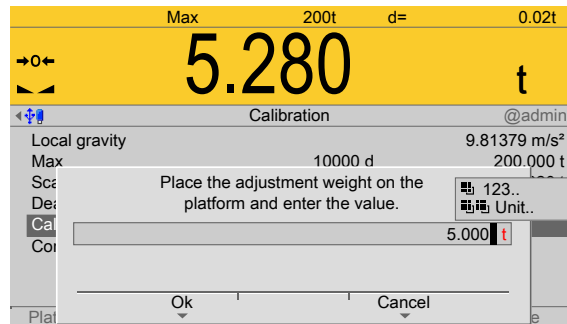 Max 200t d= 0.02t
→0←
5.280 t
Calibration @admin
Local gravity 9.81379 m/s²
Max 10000 d 200.000 t
Place the adjustment weight on the
platform and enter the value.
123..
Unit..
5.000 t
Ok Cancel